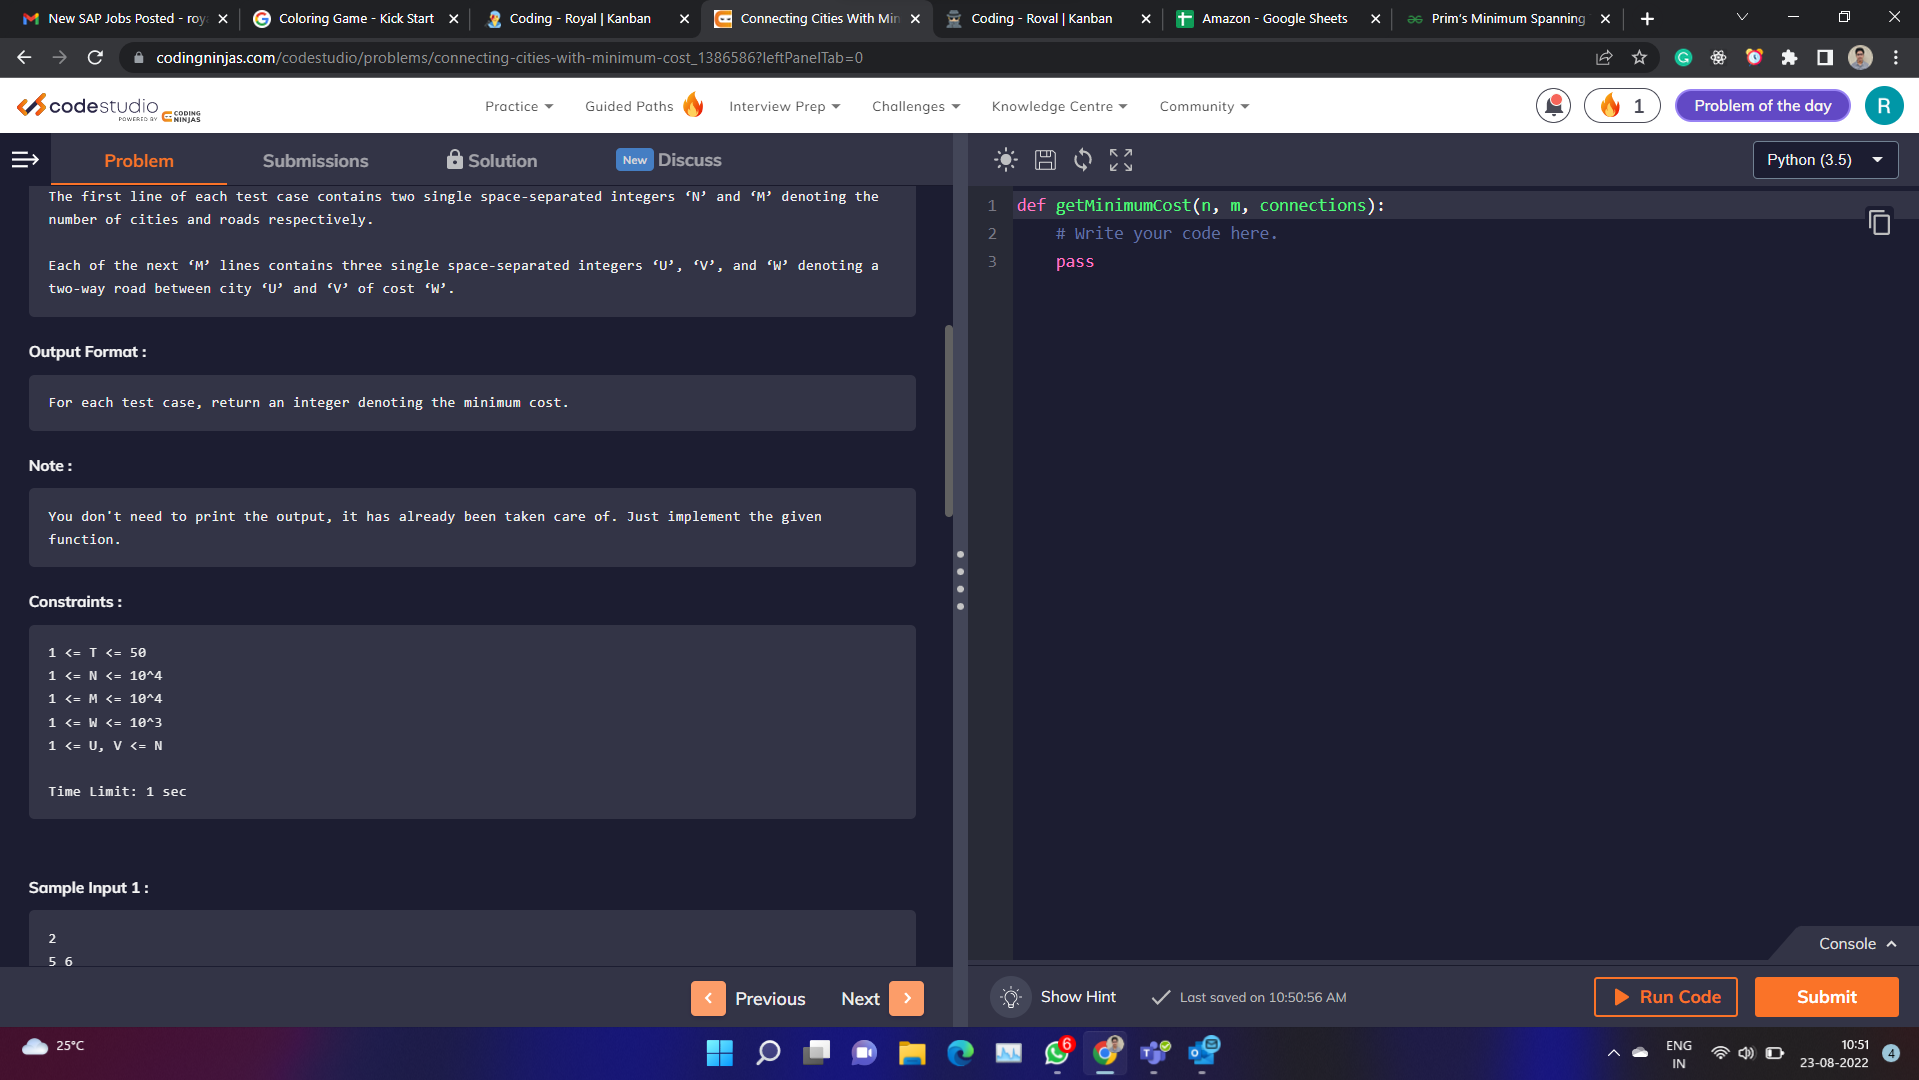 New SAP Jobs Posted - roy
Coloring Game - Kick Start
Coding - Royal | Kanban
Connecting Cities With Min
Coding - Royal | Kanban
Amazon - Google Sheets
Prim's Minimum Spanning
codingninjas.com/codestudio/problems/connecting-cities-with-minimum-cost_1386586?leftPanelTab=0
codestudio
POWERED BY CODING NINJAS
Practice
Guided Paths
Interview Prep
Challenges
Knowledge Centre
Community
1
Problem of the day
R
Problem
Submissions
Solution
New Discuss
Python (3.5)
The first line of each test case contains two single space-separated integers ‘N’ and ‘M’ denoting the
number of cities and roads respectively.
Each of the next ‘M’ lines contains three single space-separated integers ‘U’, ‘V’, and ‘W’ denoting a
two-way road between city ‘U’ and ‘V’ of cost ‘W’.
Output Format :
For each test case, return an integer denoting the minimum cost.
Note :
You don't need to print the output, it has already been taken care of. Just implement the given
function.
Constraints :
1 <= T <= 50
1 <= N <= 10^4
1 <= M <= 10^4
1 <= W <= 10^3
1 <= U, V <= N
Time Limit: 1 sec
Sample Input 1 :
2
5 6
Previous
Next
1 def getMinimumCost(n, m, connections):
2 # Write your code here.
3 pass
Console
Show Hint
Last saved on 10:50:56 AM
Run Code
Submit
25°C
6
ENG
IN
10:51
23-08-2022
4